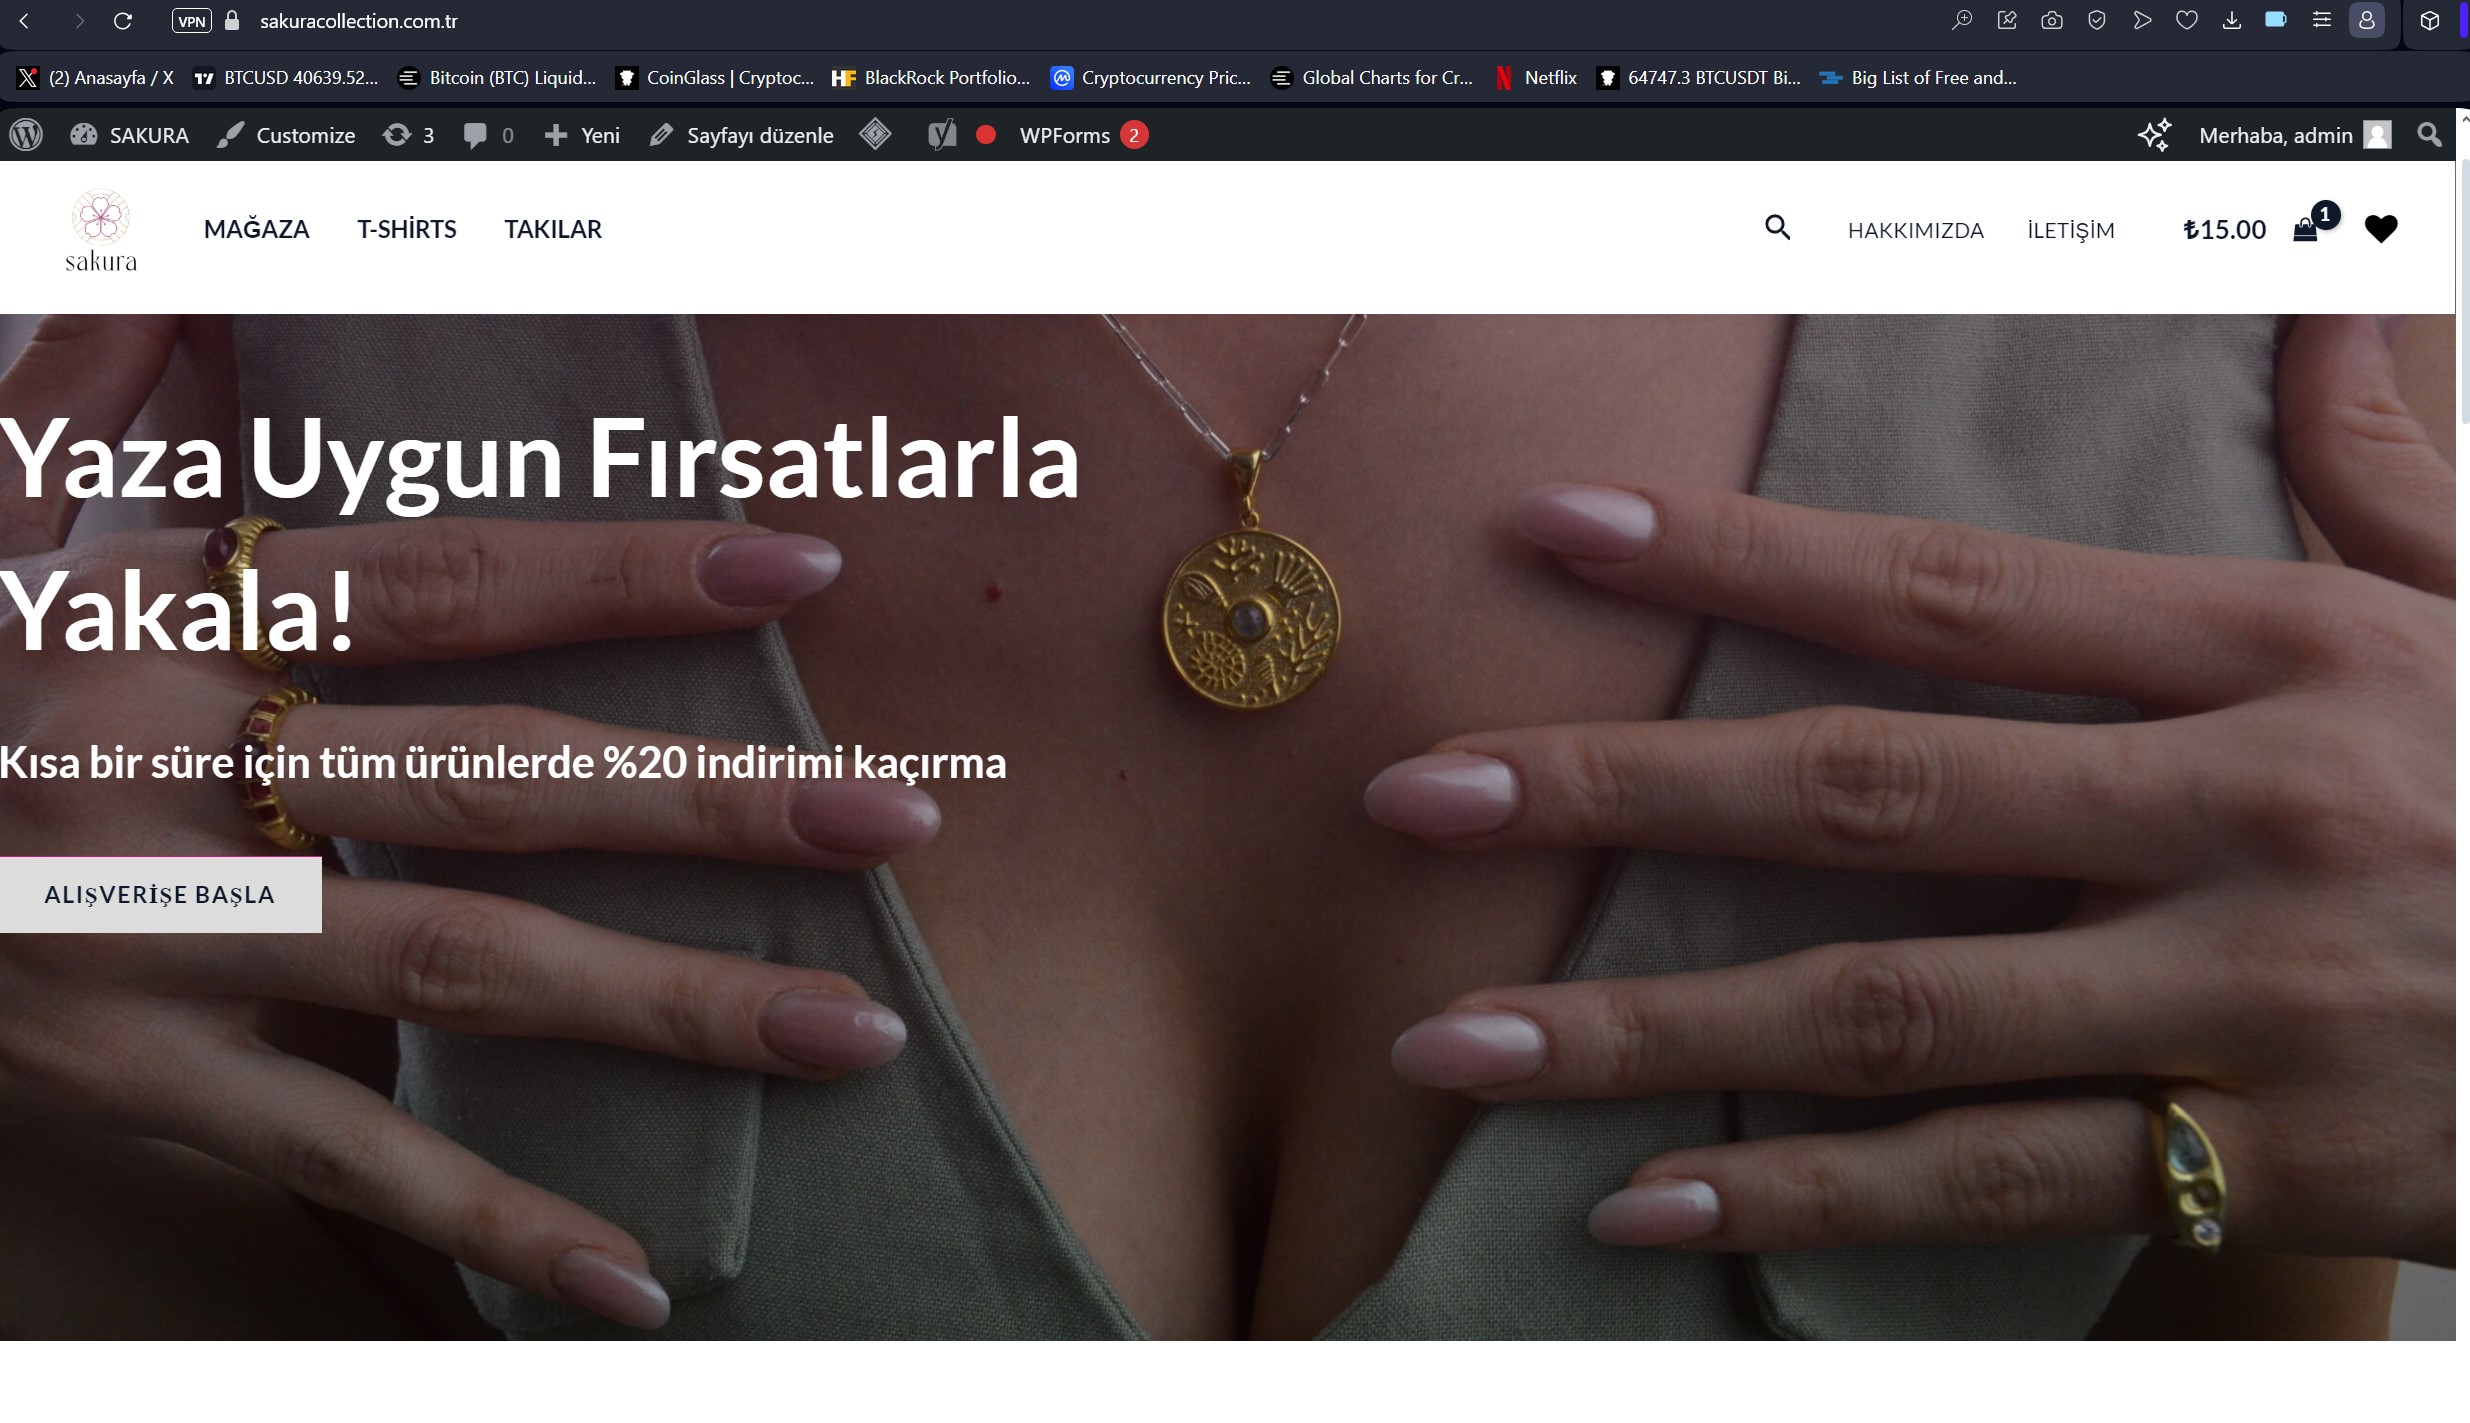 VPN sakuracollection.com.tr
(2) Anasayfa / X BTCUSD 40639.52... Bitcoin (BTC) Liquid... CoinGlass | Cryptoc... HF BlackRock Portfolio... Cryptocurrency Pric... Global Charts for Cr... Netflix 64747.3 BTCUSDT Bi... Big List of Free and...
SAKURA Customize 3 0 Yeni Sayfayı düzenle WPForms 2 Merhaba, admin
sakura MAĞAZA T-SHİRTS TAKILAR HAKKIMIZDA İLETİŞİM ₺15.00 1
Yaza Uygun Fırsatlarla
Yakala!
Kısa bir süre için tüm ürünlerde %20 indirimi kaçırma
ALIŞVERİŞE BAŞLA